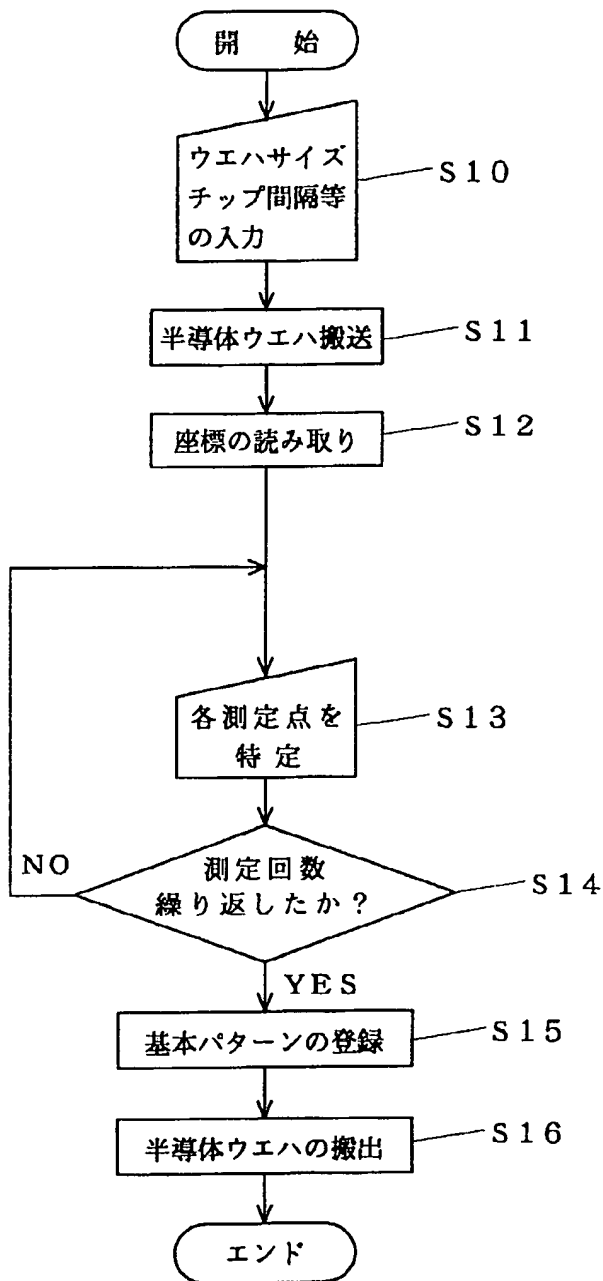 開 始
ウエハサイズ
チップ間隔等
の入力
S10
半導体ウエハ搬送
S11
座標の読み取り
S12
各測定点を
特定
S13
測定回数
繰り返したか？
S14
NO
YES
基本パターンの登録
S15
半導体ウエハの搬出
S16
エンド